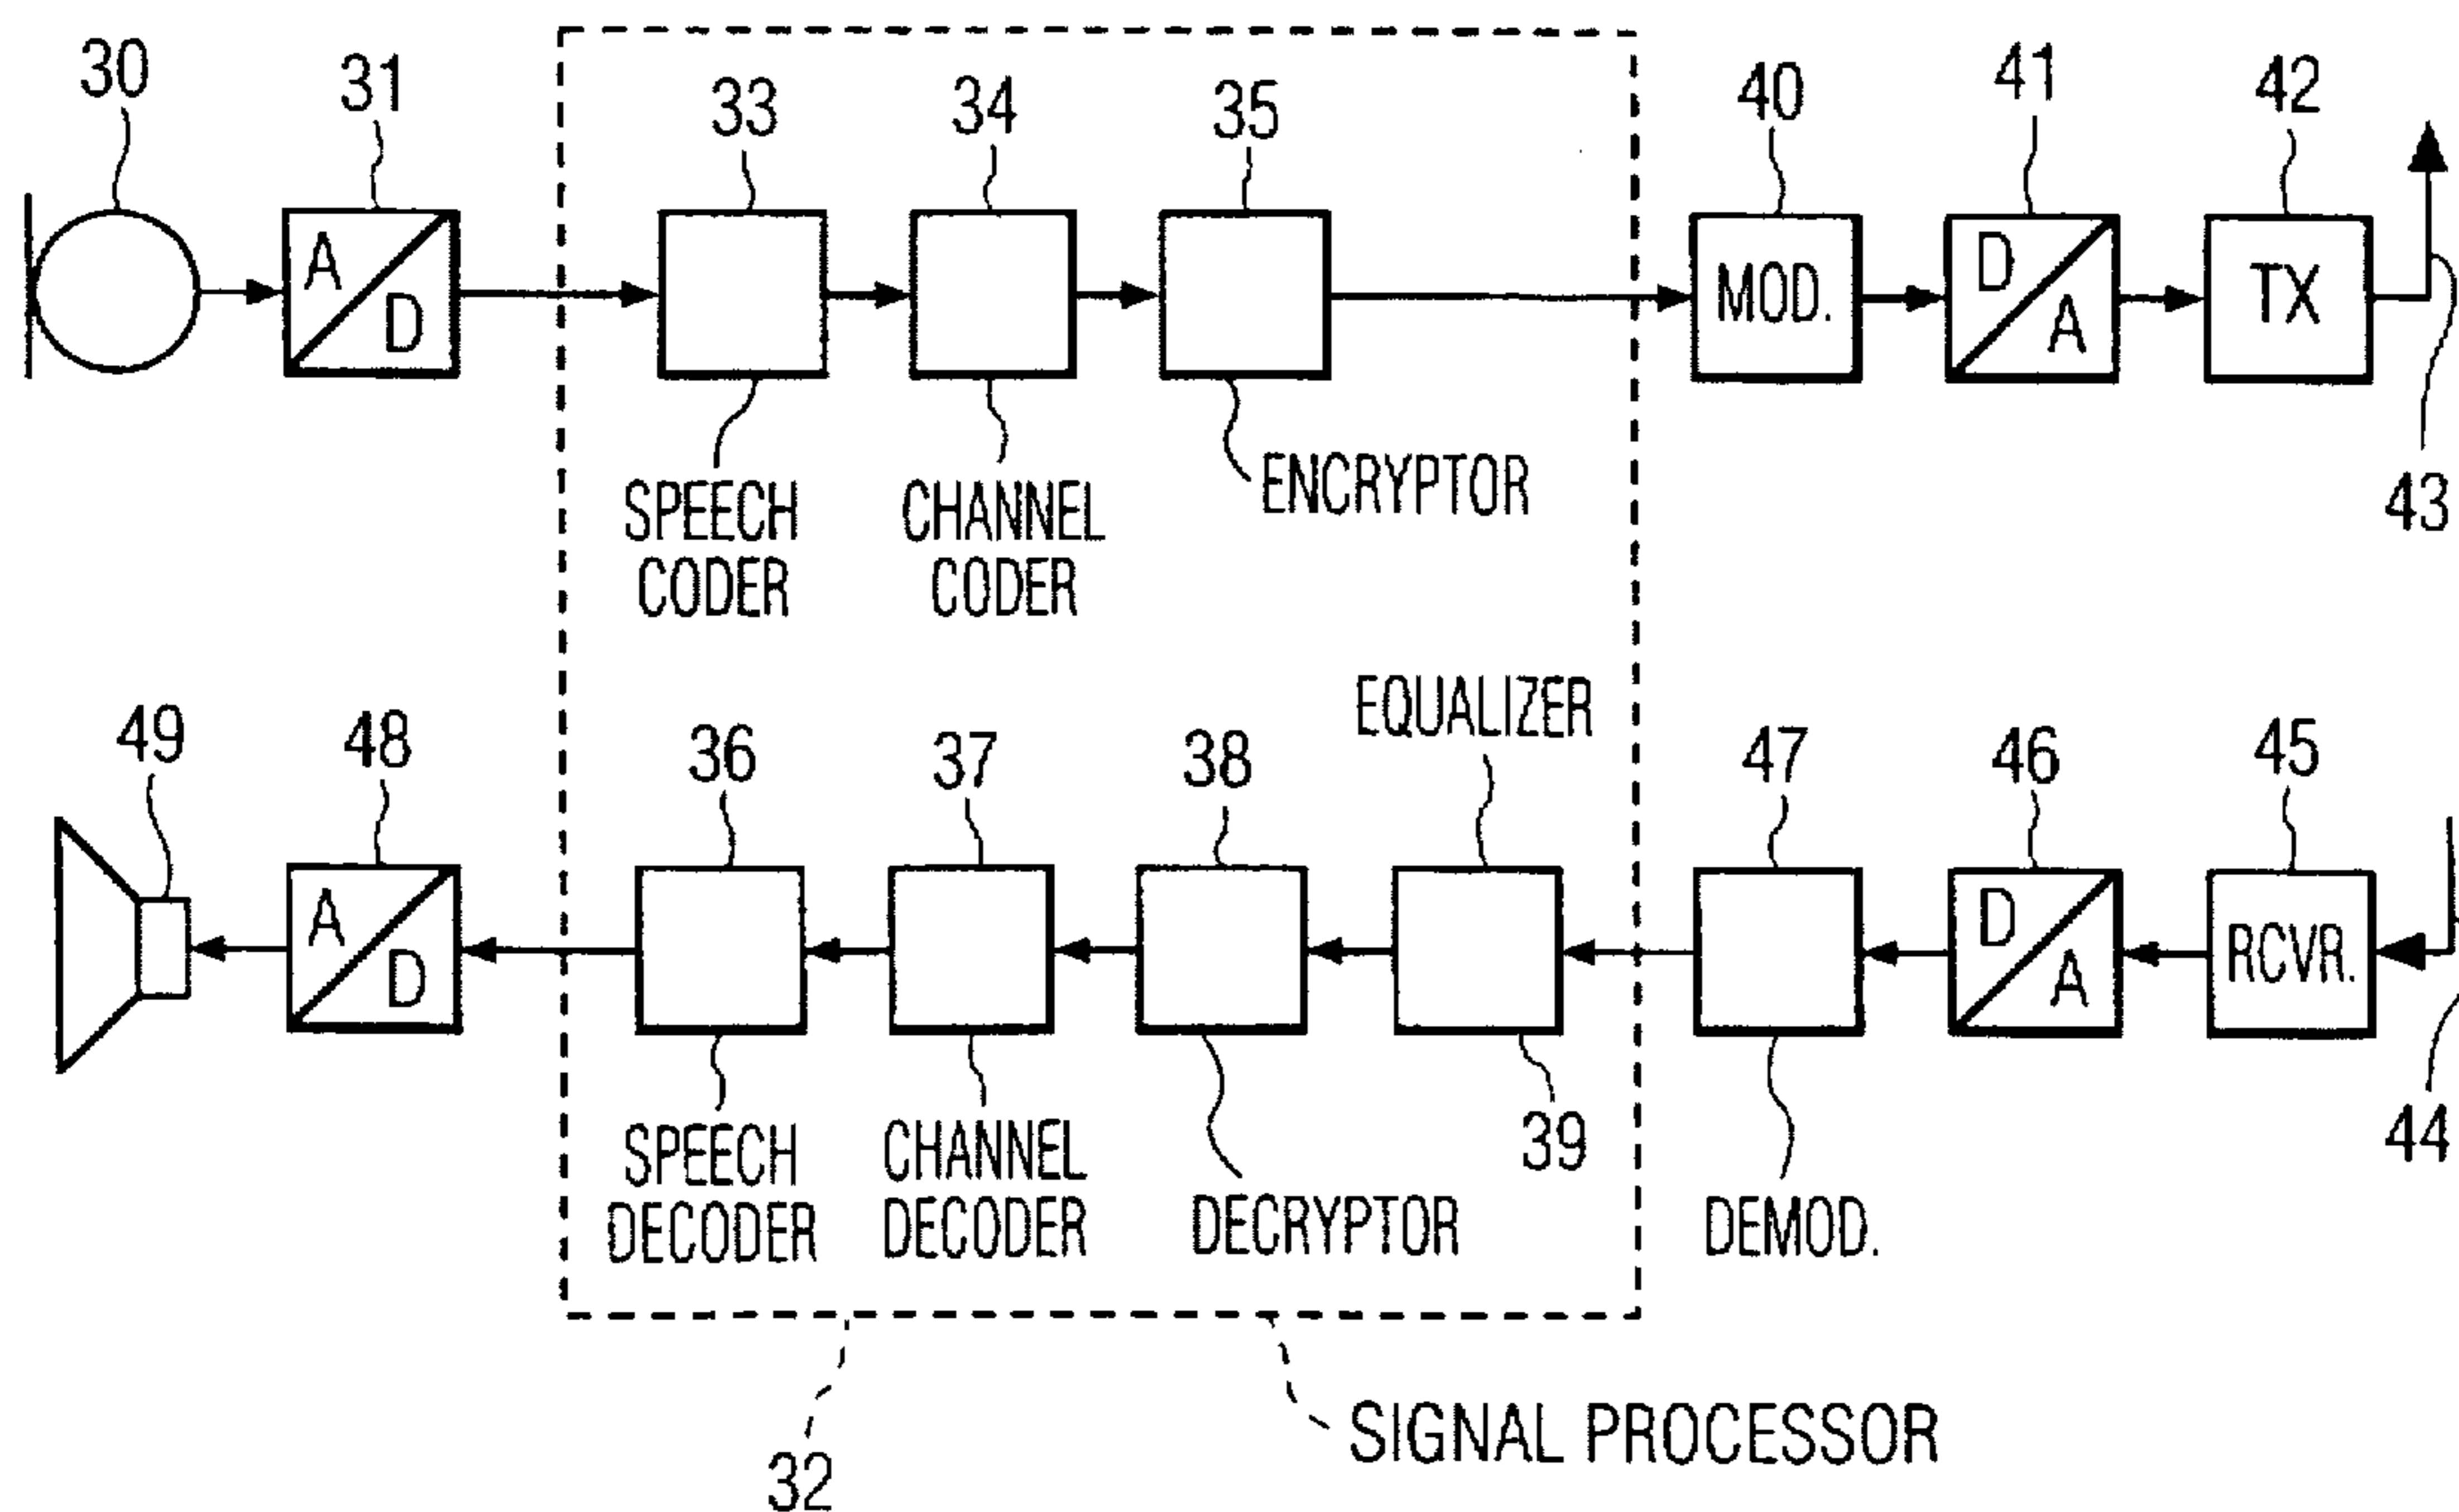 30
31
33
34
35
40
41
42
A
D
MOD.
D
A
TX
SPEECH
CODER
CHANNEL
CODER
ENCRYPTOR
43
49
48
36
37
38
EQUALIZER
47
46
45
A
D
D
A
RCVR.
SPEECH
DECODER
CHANNEL
DECODER
DECRYPTOR
39
DEMOD.
44
32
SIGNAL PROCESSOR